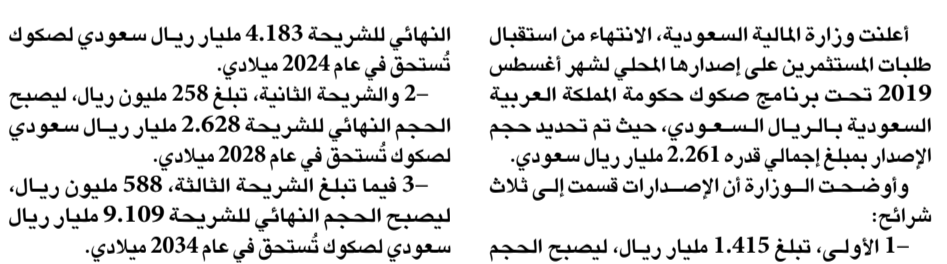 أعلنت وزارة المالية السعودية، الانتهاء من استقبال
طلبات المستثمرين على إصدارها المحلي لشهر أغسطس
2019 تحت برنامج صكوك حكومة المملكة العربية
السعودية بالريال السعودي، حيث تم تحديد حجم
الإصدار بمبلغ إجمالي قدره 2.261 مليار ريال سعودي.
وأوضحت الوزارة أن الإصدارات قسمت إلى ثلاث
شرائح:
1– الأولى، تبلغ 1.415 مليار ريال، ليصبح الحجم
النهائي للشريحة 4.183 مليار ريال سعودي لصكوك
تُستحق في عام 2024 ميلادي.
2– والشريحة الثانية، تبلغ 258 مليون ريال، ليصبح
الحجم النهائي للشريحة 2.628 مليار ريال سعودي
لصكوك تُستحق في عام 2028 ميلادي.
3– فيما تبلغ الشريحة الثالثة، 588 مليون ريال،
ليصبح الحجم النهائي للشريحة 9.109 مليار ريال
سعودي لصكوك تُستحق في عام 2034 ميلادي.